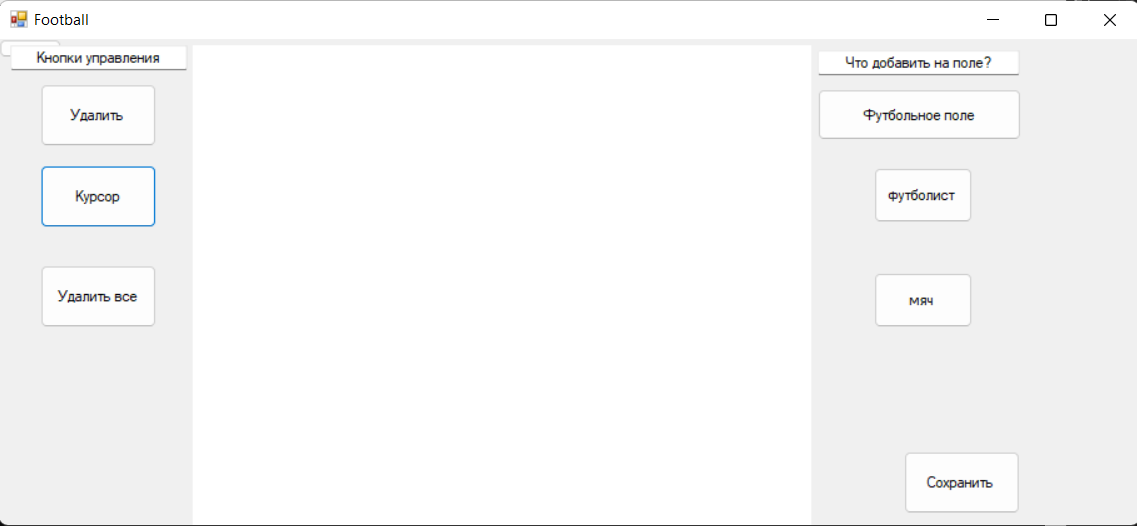 Football
Кнопки управления
Удалить
Курсор
Удалить все
Что добавить на поле?
Футбольное поле
футболист
мяч
Сохранить